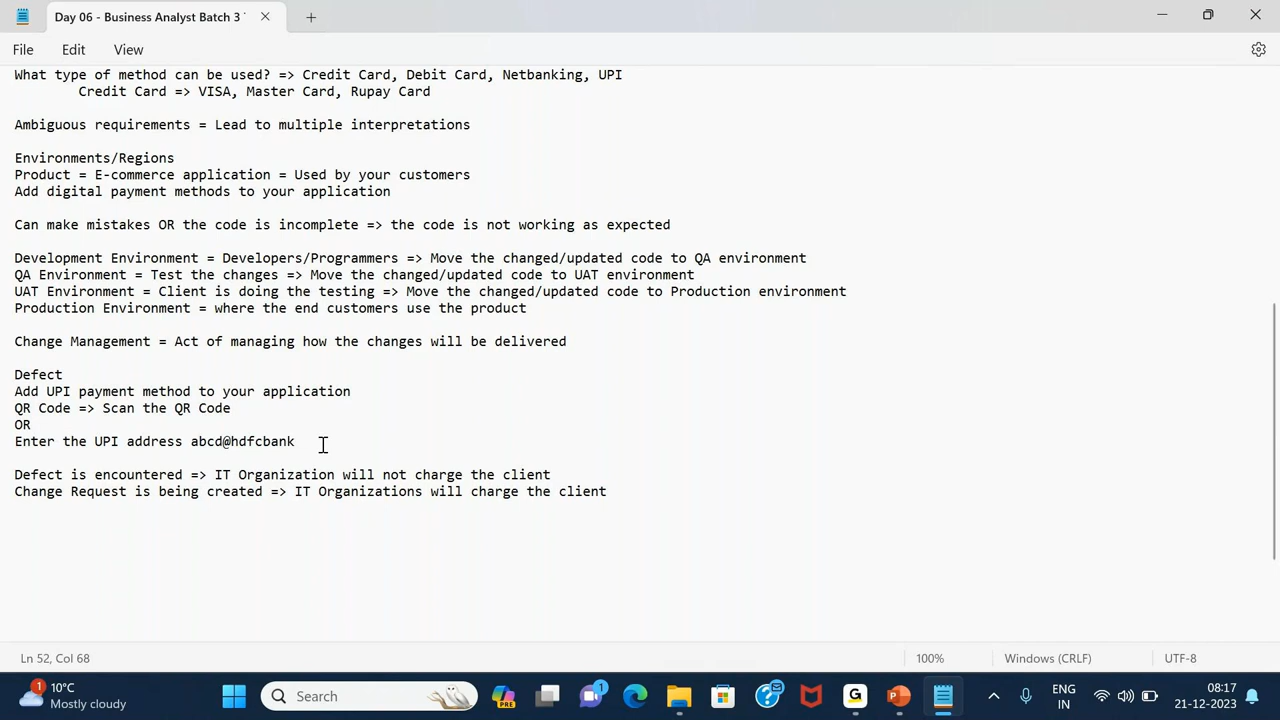 Day 06 - Business Analyst Batch 3
File Edit View
What type of method can be used? => Credit Card, Debit Card, Netbanking, UPI
Credit Card => VISA, Master Card, Rupay Card
Ambiguous requirements = Lead to multiple interpretations
Environments/Regions
Product = E-commerce application = Used by your customers
Add digital payment methods to your application
Can make mistakes OR the code is incomplete => the code is not working as expected
Development Environment = Developers/Programmers => Move the changed/updated code to QA environment
QA Environment = Test the changes => Move the changed/updated code to UAT environment
UAT Environment = Client is doing the testing => Move the changed/updated code to Production environment
Production Environment = where the end customers use the product
Change Management = Act of managing how the changes will be delivered
Defect
Add UPI payment method to your application
QR Code => Scan the QR Code
OR
Enter the UPI address abcd@hdfcbank
Defect is encountered => IT Organization will not charge the client
Change Request is being created => IT Organizations will charge the client
Ln 52, Col 68 100% Windows (CRLF) UTF-8
1 10°C Mostly cloudy Search PRE 1 ? G P ENG IN 08:17 21-12-2023